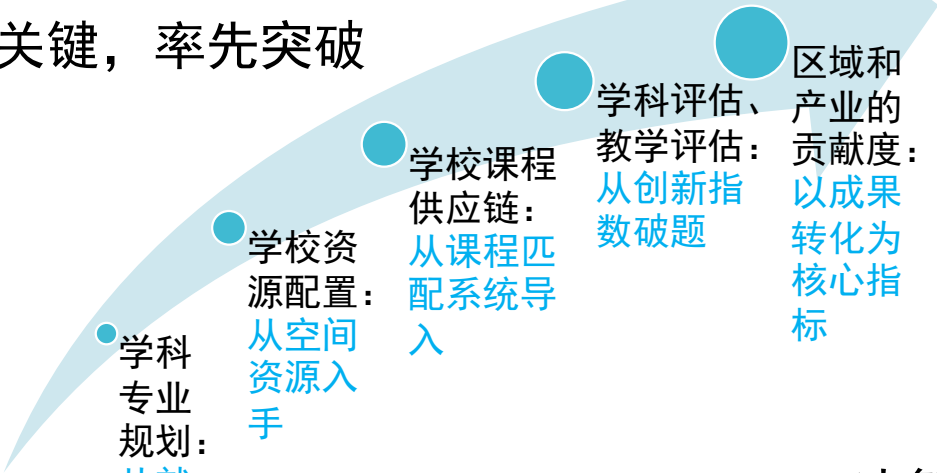 关键，率先突破
区域和
产业的
贡献度：
以成果
转化为
核心指
标
学科评估、
教学评估：
从创新指
数破题
学校课程
供应链：
从课程匹
配系统导
入
学校资
源配置：
从空间
资源入
手
学科
专业
规划：